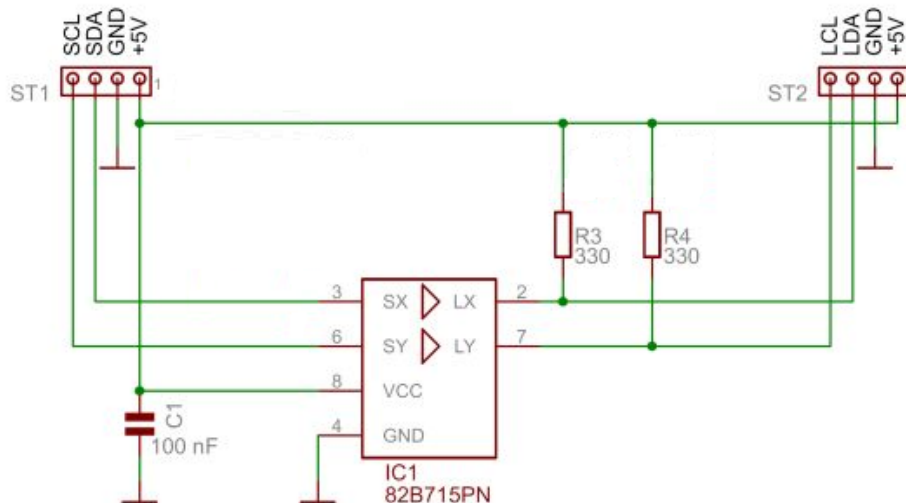 SCL SDA GND +5V
LCL LDA GND +5V
ST1
1
ST2
R3
330
R4
330
3 SX LX 2
6 SY LY 7
8 VCC
4 GND
C1
100 nF
IC1
82B715PN